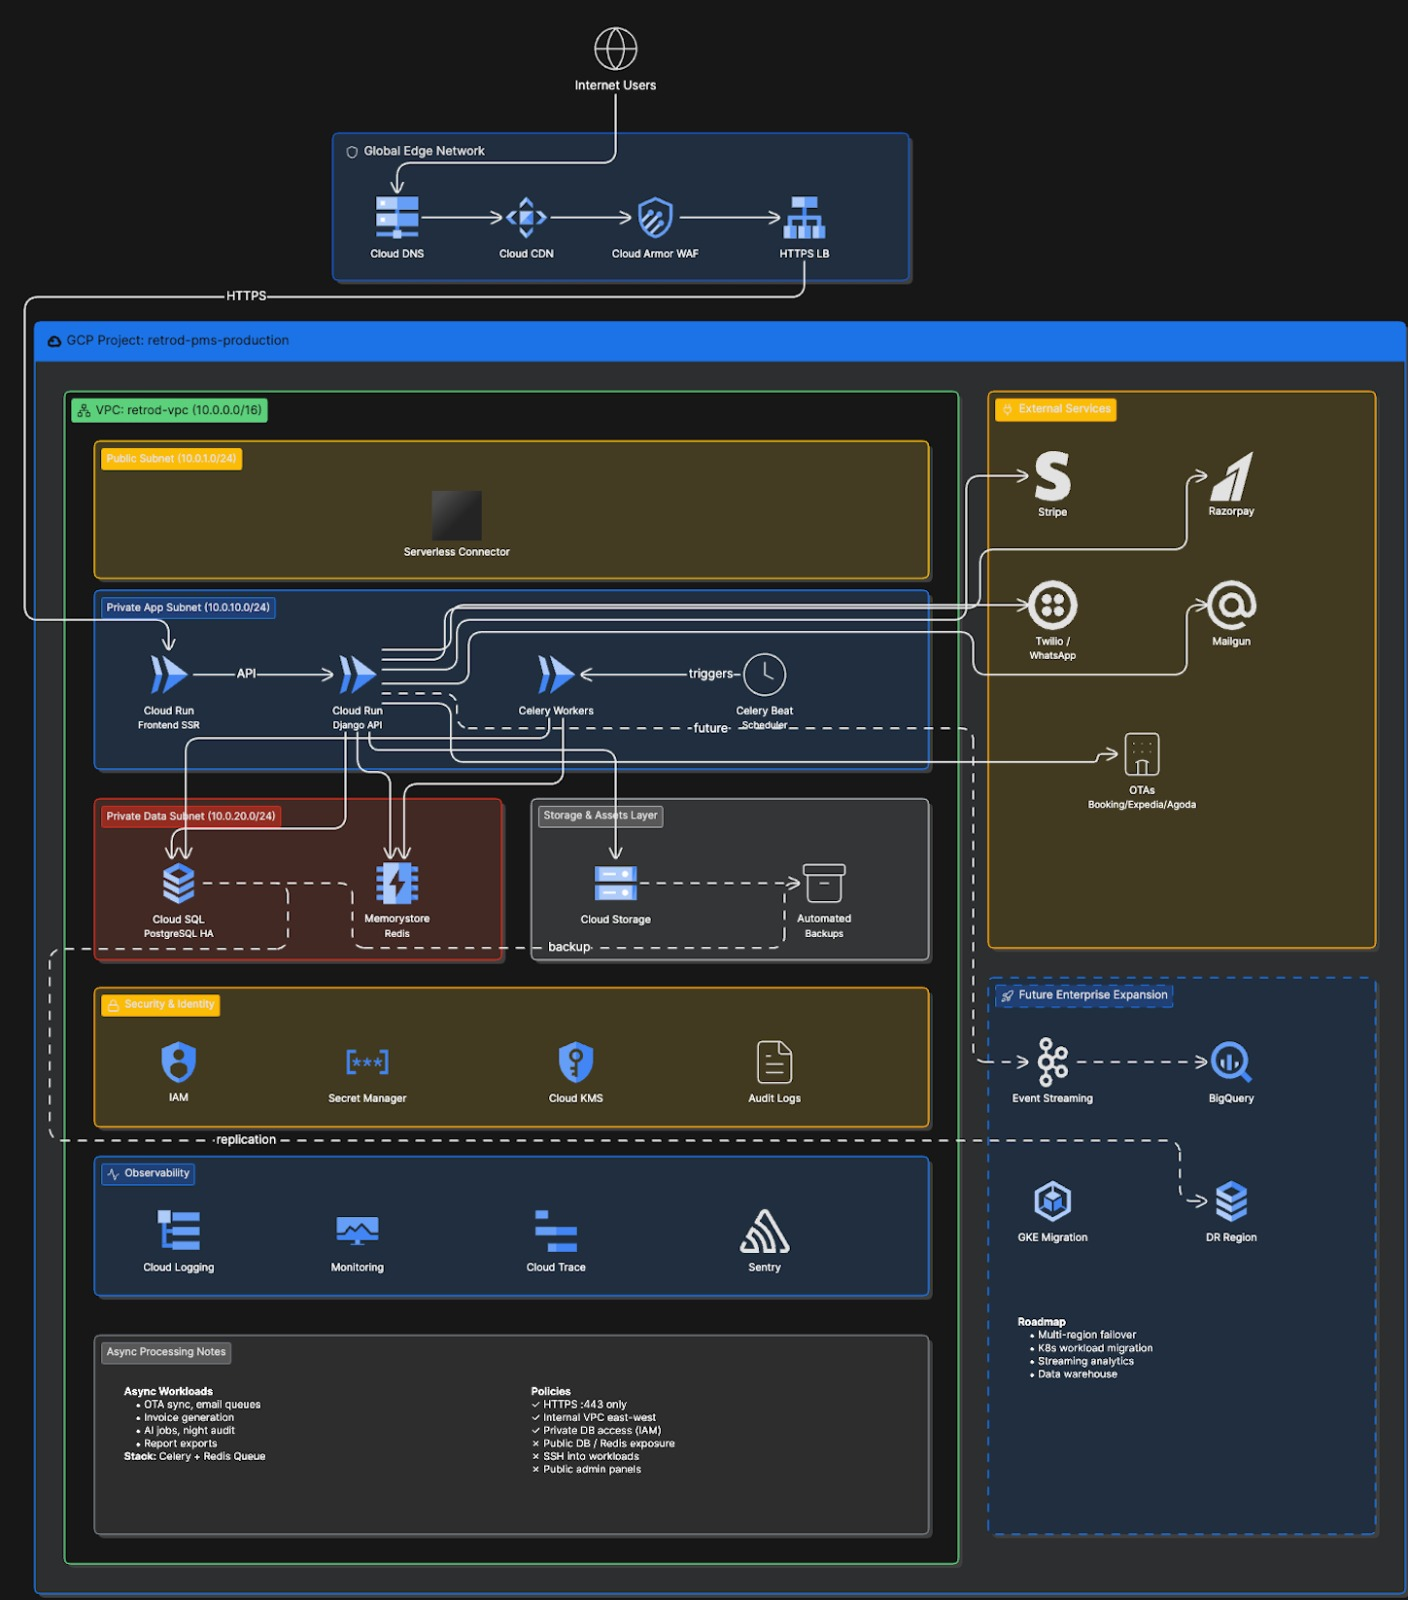 Internet Users
Global Edge Network
Cloud DNS
Cloud CDN
Cloud Armor WAF
HTTPS LB
HTTPS
GCP Project: retrod-pms-production
VPC: retrod-vpc (10.0.0.0/16)
Public Subnet (10.0.1.0/24)
Serverless Connector
Private App Subnet (10.0.10.0/24)
Cloud Run
Frontend SSR
API
Cloud Run
Django API
Celery Workers
triggers
Celery Beat
Scheduler
future
External Services
Stripe
Razorpay
Twilio /
WhatsApp
Mailgun
OTAs
Booking/Expedia/Agoda
Private Data Subnet (10.0.20.0/24)
Cloud SQL
PostgreSQL HA
Memorystore
Redis
Storage & Assets Layer
Cloud Storage
Automated
Backups
backup
Security & Identity
IAM
Secret Manager
Cloud KMS
Audit Logs
replication
Observability
Cloud Logging
Monitoring
Cloud Trace
Sentry
Future Enterprise Expansion
Event Streaming
BigQuery
GKE Migration
DR Region
Roadmap
• Multi-region failover
• K8s workload migration
• Streaming analytics
• Data warehouse
Async Processing Notes
Async Workloads
• OTA sync, email queues
• Invoice generation
• AI jobs, night audit
• Report exports
Stack: Celery + Redis Queue
Policies
✓ HTTPS :443 only
✓ Internal VPC east-west
✓ Private DB access (IAM)
× Public DB / Redis exposure
× SSH into workloads
× Public admin panels